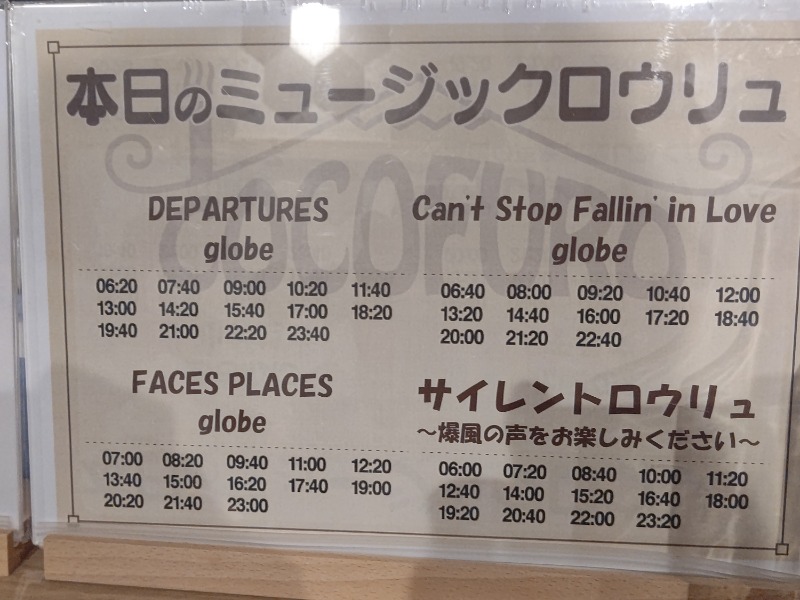 本日のミュージックロウリュ
COCOFURO
DEPARTURES
globe
06:20 07:40 09:00 10:20 11:40
13:00 14:20 15:40 17:00 18:20
19:40 21:00 22:20 23:40
Can't Stop Fallin' in Love
globe
06:40 08:00 09:20 10:40 12:00
13:20 14:40 16:00 17:20 18:40
20:00 21:20 22:40
FACES PLACES
globe
07:00 08:20 09:40 11:00 12:20
13:40 15:00 16:20 17:40 19:00
20:20 21:40 23:00
サイレントロウリュ
〜爆風の声をお楽しみください〜
06:00 07:20 08:40 10:00 11:20
12:40 14:00 15:20 16:40 18:00
19:20 20:40 22:00 23:20